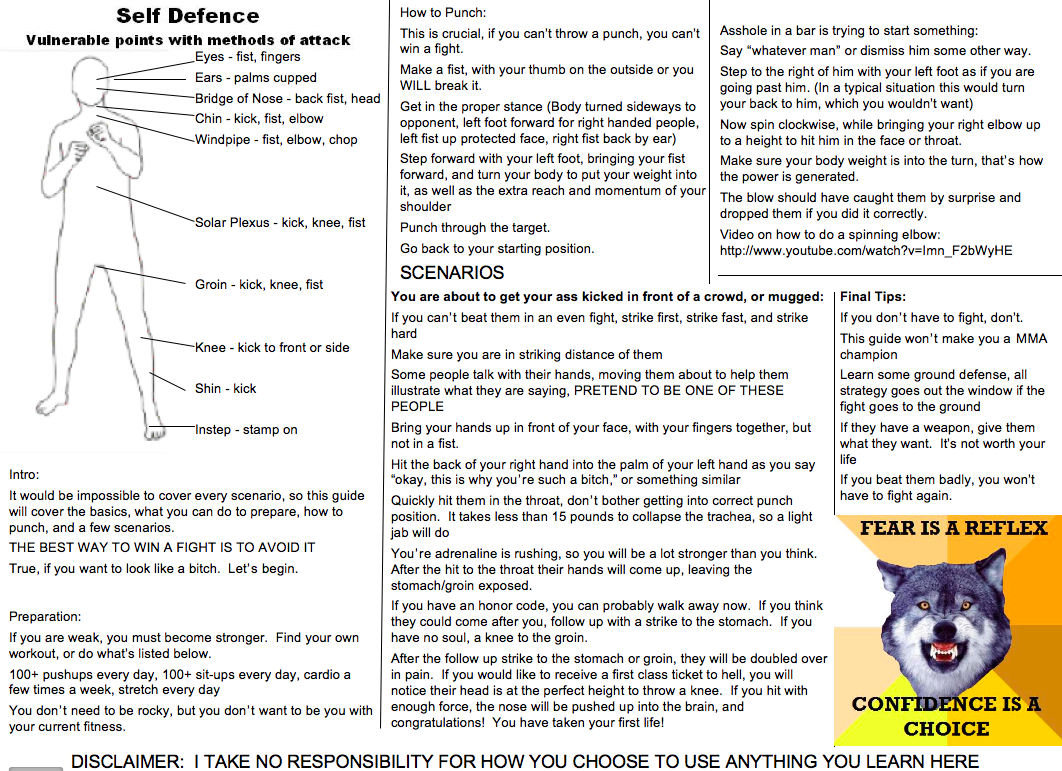 Self Defence
Vulnerable points with methods of attack
Eyes - fist, fingers
Ears - palms cupped
Bridge of Nose - back fist, head
Chin - kick, fist, elbow
Windpipe - fist, elbow, chop
Solar Plexus - kick, knee, fist
Groin - kick, knee, fist
Knee - kick to front or side
Shin - kick
Instep - stamp on
Intro:
It would be impossible to cover every scenario, so this guide
will cover the basics, what you can do to prepare, how to
punch, and a few scenarios.
THE BEST WAY TO WIN A FIGHT IS TO AVOID IT
True, if you want to look like a bitch.  Let's begin.
Preparation:
If you are weak, you must become stronger.  Find your own
workout, or do what's listed below.
100+ pushups every day, 100+ sit-ups every day, cardio a
few times a week, stretch every day
You don't need to be rocky, but you don't want to be you with
your current fitness.
How to Punch:
This is crucial, if you can't throw a punch, you can't
win a fight.
Make a fist, with your thumb on the outside or you
WILL break it.
Get in the proper stance (Body turned sideways to
opponent, left foot forward for right handed people,
left fist up protected face, right fist back by ear)
Step forward with your left foot, bringing your fist
forward, and turn your body to put your weight into
it, as well as the extra reach and momentum of your
shoulder
Punch through the target.
Go back to your starting position.
Asshole in a bar is trying to start something:
Say “whatever man” or dismiss him some other way.
Step to the right of him with your left foot as if you are
going past him. (In a typical situation this would turn
your back to him, which you wouldn't want)
Now spin clockwise, while bringing your right elbow up
to a height to hit him in the face or throat.
Make sure your body weight is into the turn, that's how
the power is generated.
The blow should have caught them by surprise and
dropped them if you did it correctly.
Video on how to do a spinning elbow:
http://www.youtube.com/watch?v=Imn_F2bWyHE
SCENARIOS
You are about to get your ass kicked in front of a crowd, or mugged:
If you can't beat them in an even fight, strike first, strike fast, and strike
hard
Make sure you are in striking distance of them
Some people talk with their hands, moving them about to help them
illustrate what they are saying, PRETEND TO BE ONE OF THESE
PEOPLE
Bring your hands up in front of your face, with your fingers together, but
not in a fist.
Hit the back of your right hand into the palm of your left hand as you say
“okay, this is why you're such a bitch,” or something similar
Quickly hit them in the throat, don't bother getting into correct punch
position.  It takes less than 15 pounds to collapse the trachea, so a light
jab will do
You're adrenaline is rushing, so you will be a lot stronger than you think.
After the hit to the throat their hands will come up, leaving the
stomach/groin exposed.
If you have an honor code, you can probably walk away now.  If you think
they could come after you, follow up with a strike to the stomach.  If you
have no soul, a knee to the groin.
After the follow up strike to the stomach or groin, they will be doubled over
in pain.  If you would like to receive a first class ticket to hell, you will
notice their head is at the perfect height to throw a knee.  If you hit with
enough force, the nose will be pushed up into the brain, and
congratulations!  You have taken your first life!
Final Tips:
If you don't have to fight, don't.
This guide won't make you a MMA
champion
Learn some ground defense, all
strategy goes out the window if the
fight goes to the ground
If they have a weapon, give them
what they want.  It's not worth your
life
If you beat them badly, you won't
have to fight again.
FEAR IS A REFLEX
CONFIDENCE IS A
CHOICE
DISCLAIMER:  I TAKE NO RESPONSIBILITY FOR HOW YOU CHOOSE TO USE ANYTHING YOU LEARN HERE